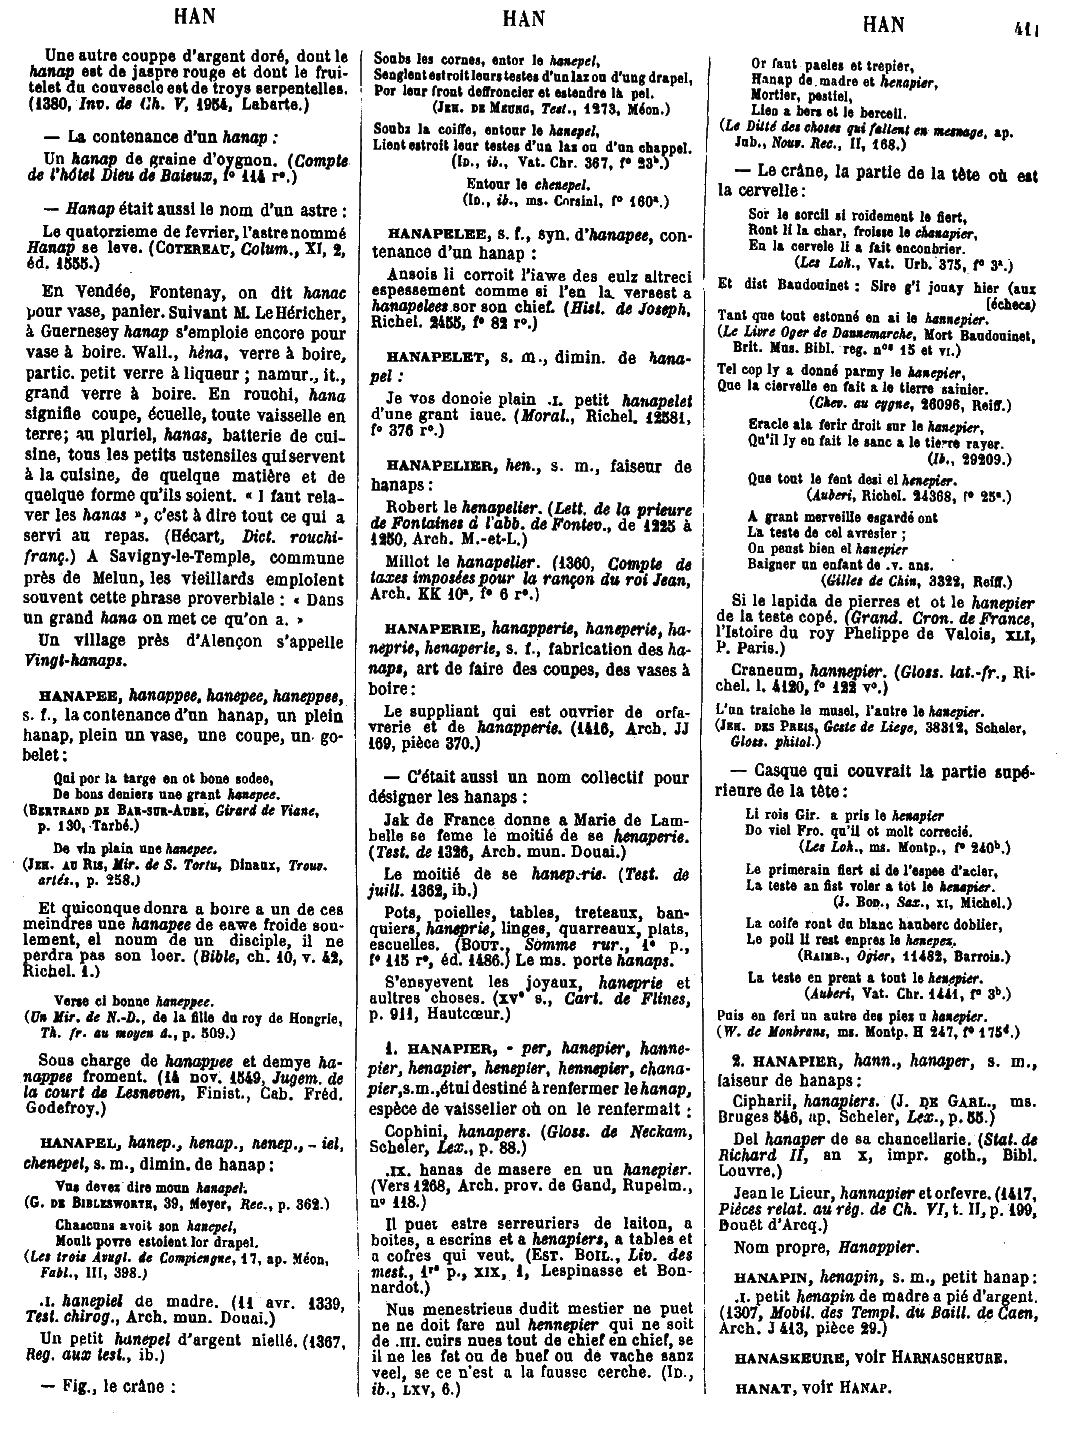 HAN
HAN
HAN
411
Une autre couppe d'argent doré, dont le
hanap est de jaspre rouge et dont le frui-
telet du couvescle est de troys serpentelles.
(1380, Inv. de Ch. V, 1954, Labarte.)
— La contenance d'un hanap :
Un hanap de graine d'oygnon. (Compte
de l'hôtel Dieu de Baieux, f° 114 r°.)
— Hanap était aussi le nom d'un astre :
Le quatorzieme de fevrier, l'astre nommé
Hanap se leve. (COTEREAU, Colum., XI, 2,
éd. 1555.)
En Vendée, Fontenay, on dit hanac
pour vase, panier. Suivant M. Le Héricher,
à Guernesey hanap s'emploie encore pour
vase à boire. Wall., héna, verre à boire,
partic. petit verre à liqueur ; namur., it.,
grand verre à boire. En rouchi, hana
signifie coupe, écuelle, toute vaisselle en
terre; au pluriel, hanas, batterie de cui-
sine, tous les petits ustensiles qui servent
à la cuisine, de quelque matière et de
quelque forme qu'ils soient. « I faut rela-
ver les hanas », c'est à dire tout ce qui a
servi au repas. (Hécart, Dict. rouchi-
franç.) A Savigny-le-Temple, commune
près de Melun, les vieillards emploient
souvent cette phrase proverbiale : « Dans
un grand hana on met ce qu'on a. »
Un village près d'Alençon s'appelle
Vingt-hanaps.
HANAPEE, hanappee, hanepee, haneppee,
s. f., la contenance d'un hanap, un plein
hanap, plein un vase, une coupe, un go-
belet :
Qui por la targe en ot bone sodee,
De bons deniers une grant hanepee.
(BERTRAND DE BAR-SUR-AUBE, Girard de Viane,
p. 130, Tarbé.)
De vin plain une hanepee.
(JEH. AU RIS, Mir. de S. Tortu, Dinaux, Trouv.
artés., p. 258.)
Et quiconque donra a boire a un de ces
meindres une hanapee de eawe froide sou-
lement, el noum de un disciple, il ne
perdra pas son loer. (Bible, ch. 10, v. 42,
Richel. 1.)
Verse ci bonne haneppee.
(Un Mir. de N.-D., de la fille du roy de Hongrie,
Th. fr. au moyen â., p. 509.)
Sous charge de hanappee et demye ha-
nappee froment. (14 nov. 1549, Jugem. de
la court de Lesneven, Finist., Cab. Fréd.
Godefroy.)
HANAPEL, hanep., henap., henep., - iel,
chenepel, s. m., dimin. de hanap :
Vus devez dire moun hanapel.
(G. DE BIBLESWORTH, 39, Meyer, Rec., p. 362.)
Chascuns avoit son hanepel,
Moult povre estoient lor drapel.
(Les trois Avugl. de Compiengne, 17, ap. Méon,
Fabl., III, 398.)
.I. hanepiel de madre. (11 avr. 1339,
Test. chirog., Arch. mun. Douai.)
Un petit hanepel d'argent niellé. (1367,
Reg. aux test., ib.)
— Fig., le crâne :
Soubs les cornes, entor le hanepel,
Senglent estroit leurs testes d'un laz ou d'ung drapel,
Por leur front deffroncier et estendre la pel.
(JEH. DE MEUNG, Test., 1273, Méon.)
Soubz la coiffe, entour le hanepel,
Lient estroit leur testes d'un las ou d'un chappel.
(ID., ib., Vat. Chr. 367, f° 23b.)
Entour le chenepel.
(ID., ib., ms. Corsini, f° 160a.)
HANAPELEE, s. f., syn. d'hanapee, con-
tenance d'un hanap :
Ansois li corroit l'iawe des eulz altreci
espessement comme si l'en la versest a
hanapelees sor son chief. (Hist. de Joseph,
Richel. 2455, f° 82 r°.)
HANAPELET, s. m., dimin. de hana-
pel :
Je vos donoie plain .I. petit hanapelet
d'une grant iaue. (Moral., Richel. 12581,
f° 376 r°.)
HANAPELIER, hen., s. m., faiseur de
hanaps :
Robert le henapelier. (Lett. de la prieure
de Fontaines à l'abb. de Fontev., de 1225 à
1250, Arch. M.-et-L.)
Millot le hanapelier. (1360, Compte de
taxes imposées pour la rançon du roi Jean,
Arch. KK 10a, f° 6 r°.)
HANAPERIE, hanapperie, haneperie, ha-
neprie, henaperie, s. f., fabrication des ha-
naps, art de faire des coupes, des vases à
boire :
Le suppliant qui est ouvrier de orfa-
vrerie et de hanapperie. (1416, Arch. JJ
169, pièce 370.)
— C'était aussi un nom collectif pour
désigner les hanaps :
Jak de France donne a Marie de Lam-
belle se feme le moitié de se henaperie.
(Test. de 1326, Arch. mun. Douai.)
Le moitié de se haneperie. (Test. de
juill. 1362, ib.)
Pots, poielles, tables, treteaux, ban-
quiers, haneprie, linges, quarreaux, plats,
escuelles. (BOUT., Somme rur., 1e p.,
f° 115 r°, éd. 1486.) Le ms. porte hanaps.
S'ensyevent les joyaux, haneprie et
aultres choses. (XVe s., Cart. de Flines,
p. 911, Hautcœur.)
1. HANAPIER, - per, hanepier, hanne-
pier, henapier, henepier, hennepier, chana-
pier, s.m., étui destiné à renfermer le hanap,
espèce de vaisselier où on le renfermait :
Cophini, hanapers. (Gloss. de Neckam,
Scheler, Lex., p. 88.)
.IX. hanas de masere en un hanepier.
(Vers 1268, Arch. prov. de Gand, Rupelm.,
n° 118.)
Il puet estre serreuriers de laiton, a
boites, a escrins et a henapiers, a tables et
a cofres qui veut. (EST. BOIL., Liv. des
mest., 1re p., XIX, 1, Lespinasse et Bon-
nardot.)
Nus menestrieus dudit mestier ne puet
ne ne doit fare nul hennepier qui ne soit
de .III. cuirs nues tout de chief en chief, se
il ne les fet ou de buef ou de vache sanz
veel, se ce n'est a la fausse cerche. (ID.,
ib., LXV, 6.)
Or faut paeles et trepier,
Hanap de madre et henapier,
Mortier, pestiel,
Lien a bers et le bercell.
(Le Ditté des choses qui fallent en mesnage, ap.
Jub., Nouv. Rec., II, 168.)
— Le crâne, la partie de la tête où est
la cervelle :
Sor le sorcil si roidement le fiert,
Ront li la char, froisse le chanapier,
En la cervele li a fait enconbrier.
(Les Loh., Vat. Urb. 375, f° 3a.)
Et dist Baudouinet : Sire g'i jouay hier (aux
[échecs)
Tant que tout estonné en ai le hannepier.
(Le Livre Oger de Dannemarche, Mort Baudouinet,
Brit. Mus. Bibl. reg. nos 15 et VI.)
Tel cop ly a donné parmy le hanepier,
Que la ciervelle en fait a le tierre sainier.
(Chev. au cygne, 26096, Reiff.)
Eracle ala ferir droit sur le hanepier,
Qu'il ly en fait le sanc a le tierre rayer.
(Ib., 29209.)
Que tout le fent desi el henepier.
(Auberi, Richel. 24368, f° 25a.)
A grant merveille esgardé ont
La teste de cel avresier ;
On peust bien el hanepier
Baigner un enfant de .V. ans.
(Gilles de Chin, 3322, Reiff.)
Si le lapida de pierres et ot le hanepier
de la teste copé. (Grand. Cron. de France,
l'Istoire du roy Phelippe de Valois, XLI,
P. Paris.)
Craneum, hannepier. (Gloss. lat.-fr., Ri-
chel. l. 4120, f° 122 v°.)
L'un traiche le musel, l'autre le hanepier.
(JEH. DES PREIS, Geste de Liege, 38312, Scheler,
Gloss. philol.)
— Casque qui couvrait la partie supé-
rieure de la tête :
Li rois Gir. a pris le henapier
Do viel Fro. qu'il ot molt correcié.
(Les Loh., ms. Montp., f° 240b.)
Le primerain fiert si de l'espee d'acier,
La teste an fist voler a tot le henapier.
(J. BOD., Sax., XI, Michel.)
La coife ront du blanc hauberc doblier,
Le poil li rest enprés le henepez.
(RAIMB., Ogier, 11482, Barrois.)
La teste en prent a tout le henepier.
(Auberi, Vat. Chr. 1441, f° 3b.)
Puis en feri un autre des piez u hanepier.
(W. de Monbrans, ms. Montp. H 247, f° 175d.)
2. HANAPIER, hann., hanaper, s. m.,
faiseur de hanaps :
Cipharii, hanapiers. (J. DE GARL., ms.
Bruges 546, ap. Scheler, Lex., p. 55.)
Del hanaper de sa chancellarie. (Stat. de
Richard II, an X, impr. goth., Bibl.
Louvre.)
Jean le Lieur, hannapier et orfevre. (1417,
Pièces relat. au rég. de Ch. VI, t. II, p. 199,
Douët d'Arcq.)
Nom propre, Hanappier.
HANAPIN, henapin, s. m., petit hanap :
.I. petit henapin de madre a pié d'argent.
(1307, Mobil. des Templ. du Baill. de Caen,
Arch. J 413, pièce 29.)
HANASKEURE, voir HARNASCHEURE.
HANAT, voir HANAP.